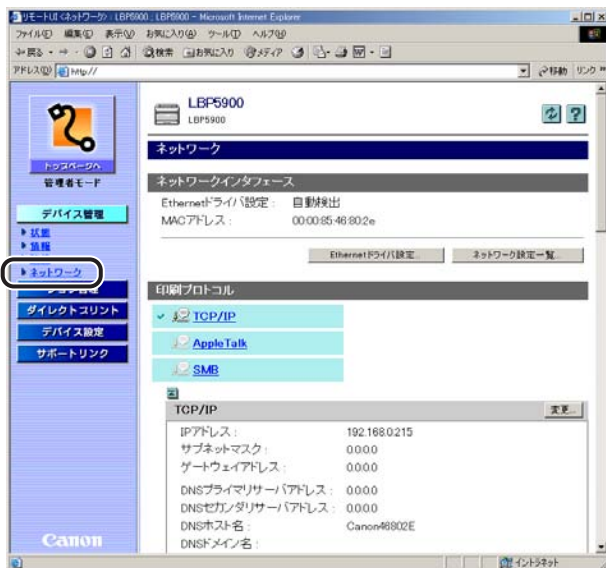 リモートUI <ネットワーク> : LBP5900 ; LBP5900 - Microsoft Internet Explorer
ファイル(F) 編集(E) 表示(V) お気に入り(A) ツール(T) ヘルプ(H)
戻る 検索 お気に入り メディア
アドレス(D) http:// 移動 リンク »
トップページへ
管理者モード
デバイス管理
状態
情報
ネットワーク
ダイレクトプリント
デバイス設定
サポートリンク
Canon
LBP5900
LBP5900
ネットワーク
ネットワークインタフェース
Ethernetドライバ設定 : 自動検出
MACアドレス : 00:00:85:46:80:2e
Ethernetドライバ設定... ネットワーク設定一覧...
印刷プロトコル
TCP/IP
AppleTalk
SMB
TCP/IP 変更...
IPアドレス : 192.168.0.215
サブネットマスク : 0.0.0.0
ゲートウェイアドレス : 0.0.0.0
DNSプライマリサーバアドレス : 0.0.0.0
DNSセカンダリサーバアドレス : 0.0.0.0
DNSホスト名 : Canon46802E
DNSドメイン名 :
イントラネット